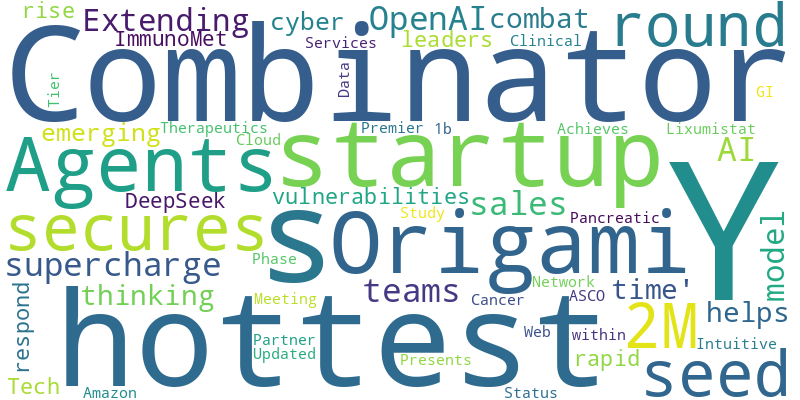 rise
Extending
cyber
OpenAI
combat
round
ImmunoMet
Services
leaders
Clinical
Combinator
Tier
Data
GI
emerging
Therapeutics
Cloud
Premier
1b
Achieves
Lixumistat
AI
Agents
startup
DeepSeek
vulnerabilities
sales
Y
secures
s
Study
Pancreatic
Origami
model
supercharge
Phase
Network
thinking
Meeting
teams
Cancer
ASCO
time'
respond
hottest
Web
within
2M
helps
Intuitive
Partner
Updated
Presents
rapid
seed
Tech
Amazon
Status